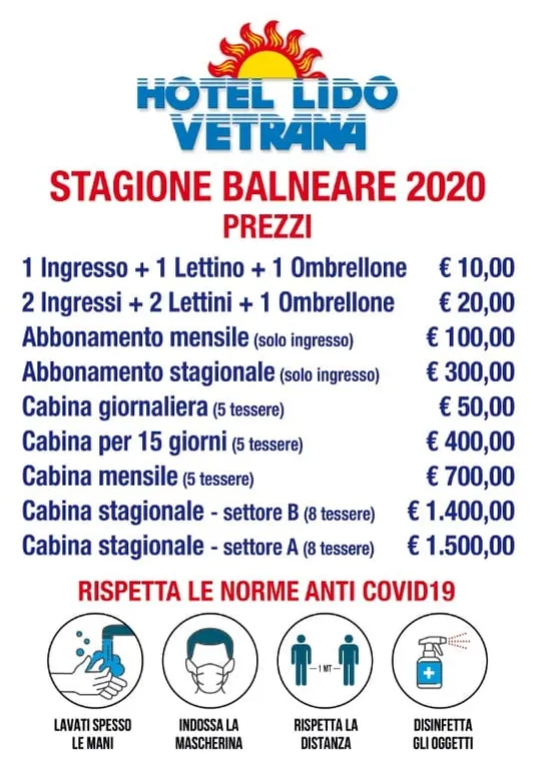 HOTEL LIDO
VETRANA
STAGIONE BALNEARE 2020
PREZZI
1 Ingresso + 1 Lettino + 1 Ombrellone € 10,00
2 Ingressi + 2 Lettini + 1 Ombrellone € 20,00
Abbonamento mensile (solo ingresso) € 100,00
Abbonamento stagionale (solo ingresso) € 300,00
Cabina giornaliera (5 tessere) € 50,00
Cabina per 15 giorni (5 tessere) € 400,00
Cabina mensile (5 tessere) € 700,00
Cabina stagionale - settore B (8 tessere) € 1.400,00
Cabina stagionale - settore A (8 tessere) € 1.500,00
RISPETTA LE NORME ANTI COVID19
1 MT
LAVATI SPESSO
LE MANI
INDOSSA LA
MASCHERINA
RISPETTA LA
DISTANZA
DISINFETTA
GLI OGGETTI